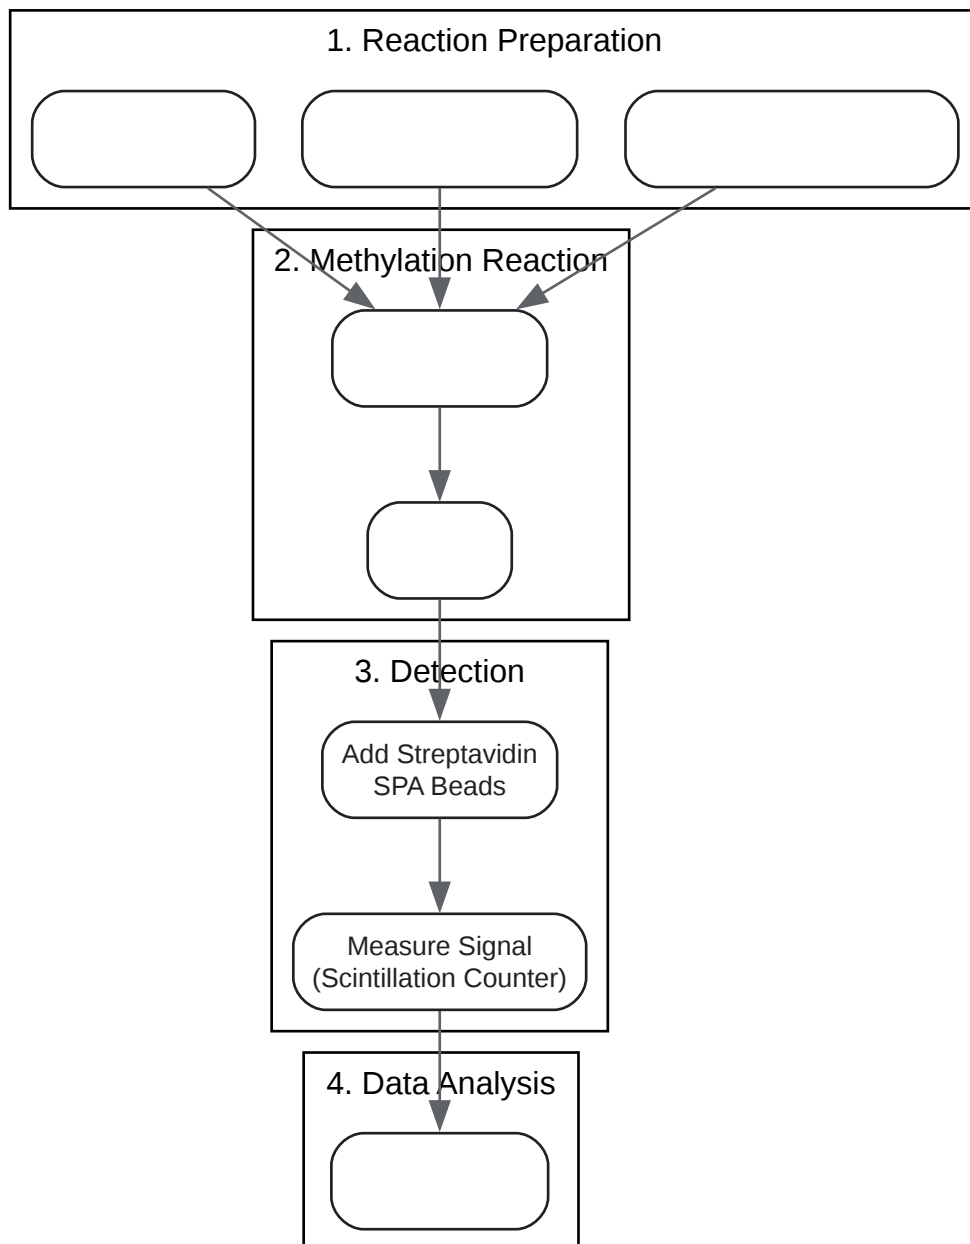 1. Reaction Preparation
2. Methylation Reaction
3. Detection
Add Streptavidin
SPA Beads
Measure Signal
(Scintillation Counter)
4. Data Analysis